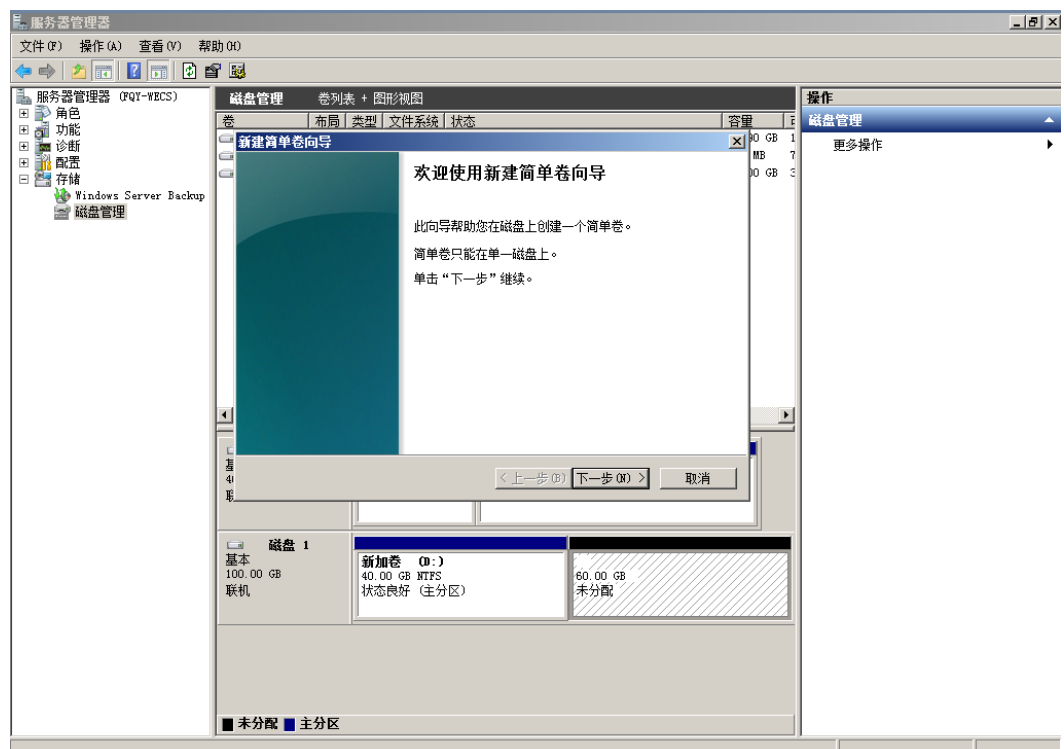 服务器管理器
文件(F) 操作(A) 查看(V) 帮助(H)
服务器管理器 (FQY-WECS)
角色
功能
诊断
配置
存储
Windows Server Backup
磁盘管理
磁盘管理 卷列表 + 图形视图
卷 布局 类型 文件系统 状态 容量
GB 1
MB 7
GB 3
新建简单卷向导
欢迎使用新建简单卷向导
此向导帮助您在磁盘上创建一个简单卷。
简单卷只能在单一磁盘上。
单击“下一步”继续。
< 上一步(B) 下一步(N) > 取消
磁盘 1
基本
100.00 GB
联机
新加卷 (D:)
40.00 GB NTFS
状态良好 (主分区)
60.00 GB
未分配
未分配 主分区
操作
磁盘管理
更多操作